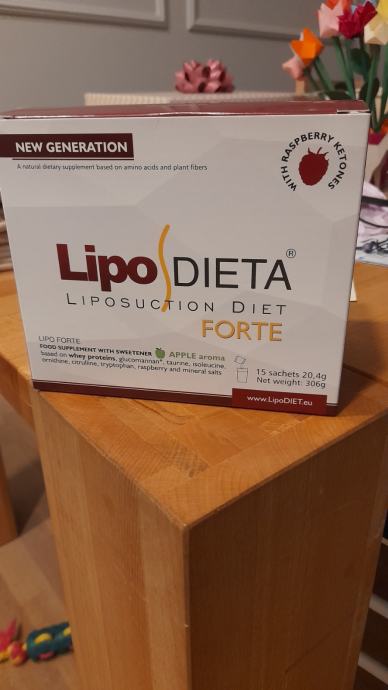 NEW GENERATION
A natural dietary supplement based on amino acids and plant fibers
WITH RASPBERRY KETONES
Lipo DIETA®
LIPOSUCTION DIET
FORTE
LIPO FORTE
FOOD SUPPLEMENT WITH SWEETENER APPLE aroma
based on whey proteins, glucomannan*, taurine, isoleucine,
ornithine, citrulline, tryptophan, raspberry and mineral salts
15 sachets 20,4g
Net weight: 306g
www.LipoDIET.eu